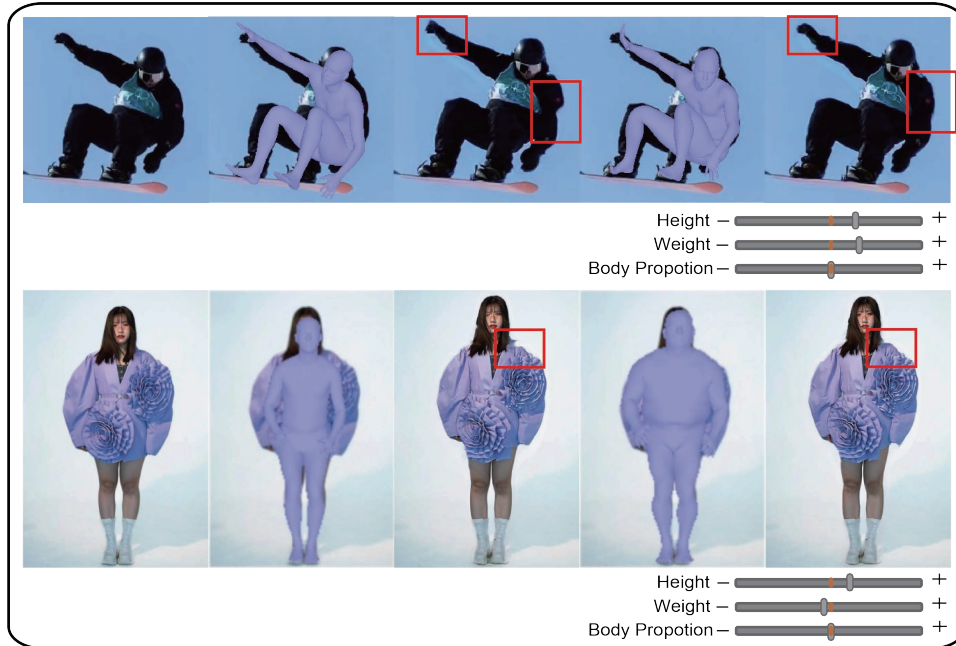 Height − +
Weight − +
Body Propotion − +
Height − +
Weight − +
Body Propotion − +